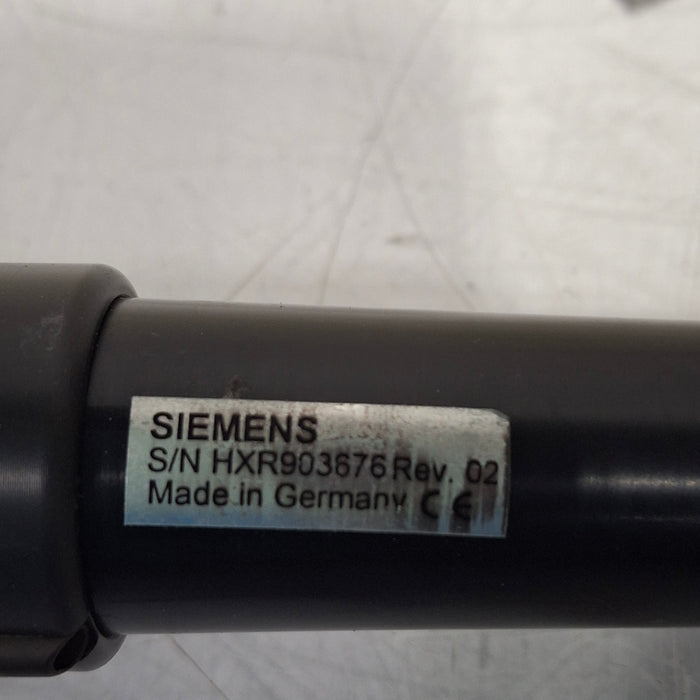 SIEMENS
S/N HXR903676 Rev. 02
Made in Germany CE